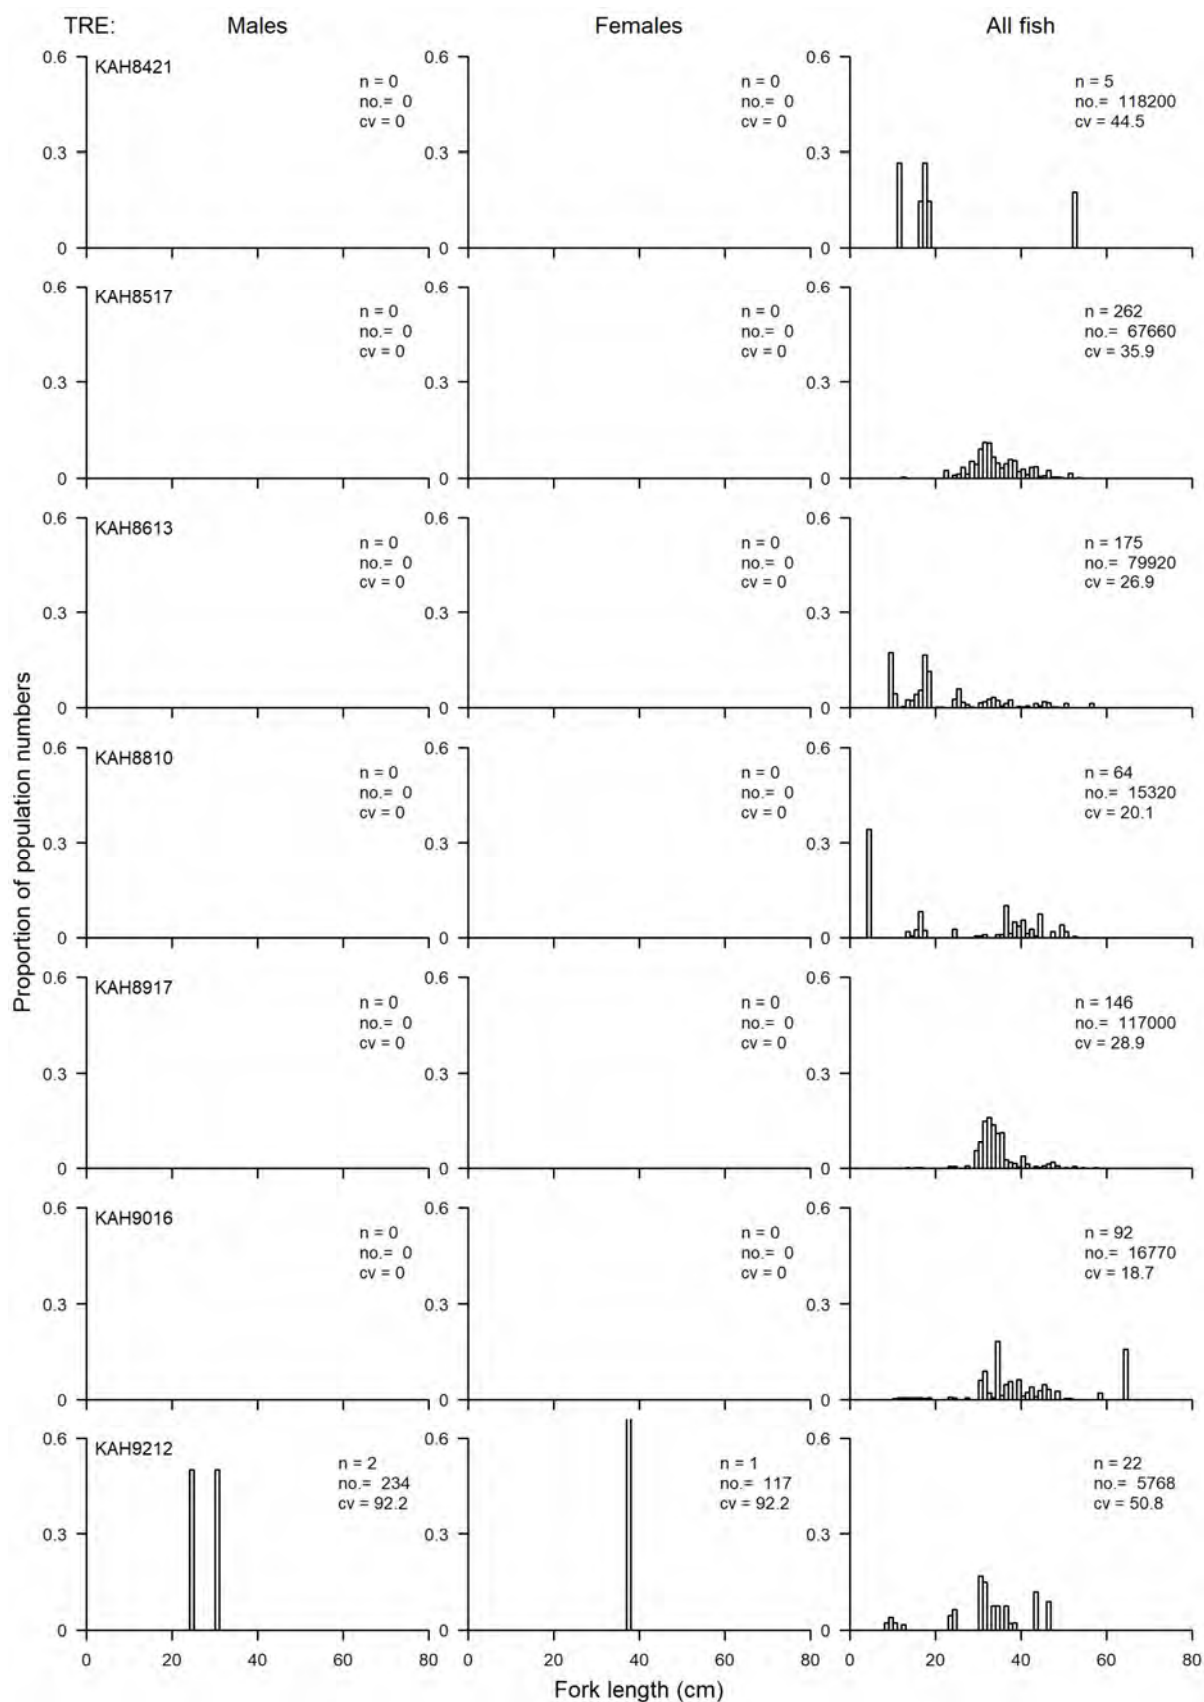 TRE: Males Females All fish
Proportion of population numbers
0.6 KAH8421 0.6 0.6
n = 0 n = 0 n = 5
no.= 0 no.= 0 no.= 118200
cv = 0 cv = 0 cv = 44.5
0.3 0.3 0.3
0 0 0
0.6 KAH8517 0.6 0.6
n = 0 n = 0 n = 262
no.= 0 no.= 0 no.= 67660
cv = 0 cv = 0 cv = 35.9
0.3 0.3 0.3
0 0 0
0.6 KAH8613 0.6 0.6
n = 0 n = 0 n = 175
no.= 0 no.= 0 no.= 79920
cv = 0 cv = 0 cv = 26.9
0.3 0.3 0.3
0 0 0
0.6 KAH8810 0.6 0.6
n = 0 n = 0 n = 64
no.= 0 no.= 0 no.= 15320
cv = 0 cv = 0 cv = 20.1
0.3 0.3 0.3
0 0 0
0.6 KAH8917 0.6 0.6
n = 0 n = 0 n = 146
no.= 0 no.= 0 no.= 117000
cv = 0 cv = 0 cv = 28.9
0.3 0.3 0.3
0 0 0
0.6 KAH9016 0.6 0.6
n = 0 n = 0 n = 92
no.= 0 no.= 0 no.= 16770
cv = 0 cv = 0 cv = 18.7
0.3 0.3 0.3
0 0 0
0.6 KAH9212 0.6 0.6
n = 2 n = 1 n = 22
no.= 234 no.= 117 no.= 5768
cv = 92.2 cv = 92.2 cv = 50.8
0.3 0.3 0.3
0 0 0
0 20 40 60 80 0 20 40 60 80 0 20 40 60 80
Fork length (cm)